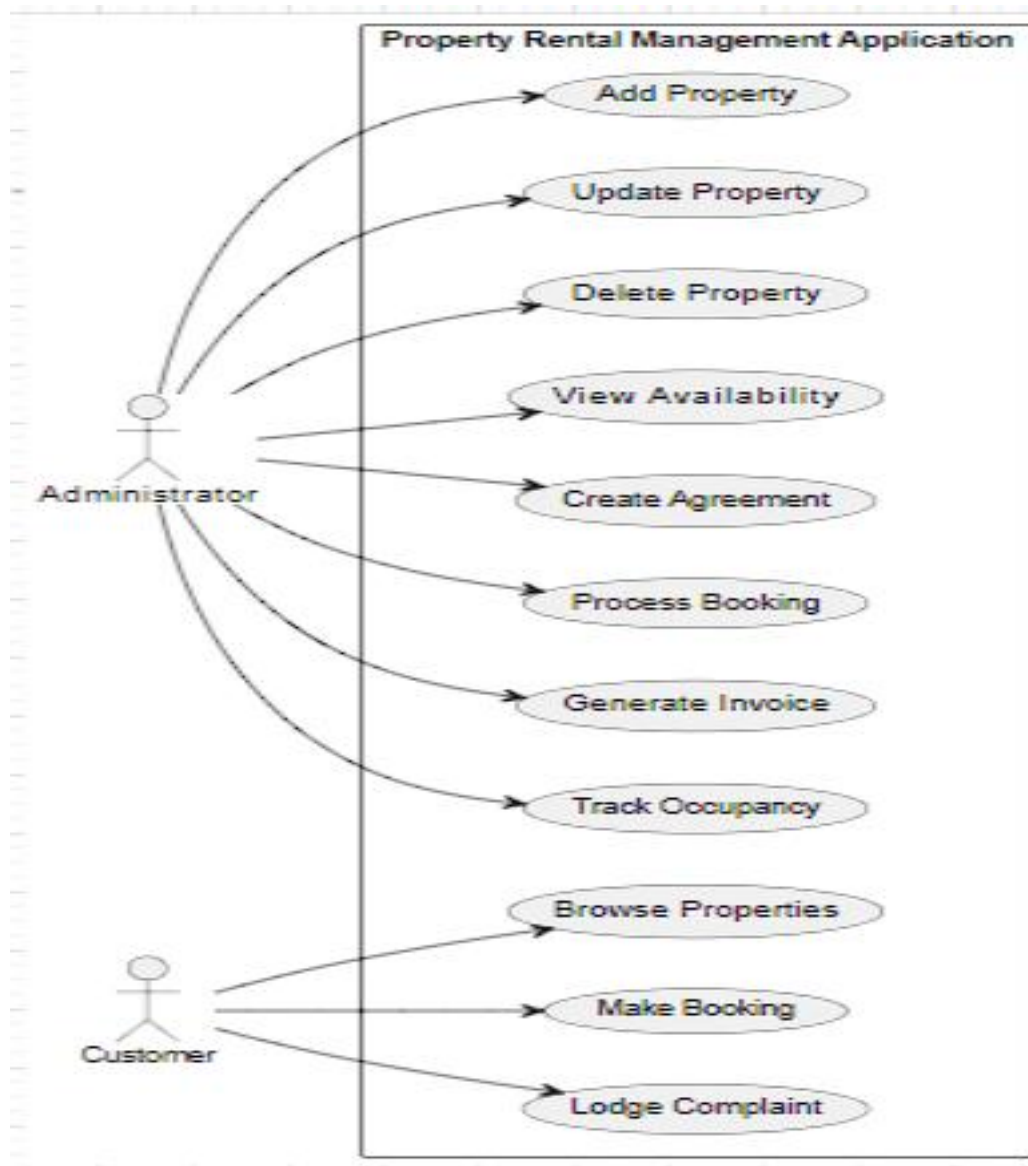 Property Rental Management Application
Add Property
Update Property
Delete Property
View Availability
Administrator
Create Agreement
Process Booking
Generate Invoice
Track Occupancy
Browse Properties
Make Booking
Customer
Lodge Complaint